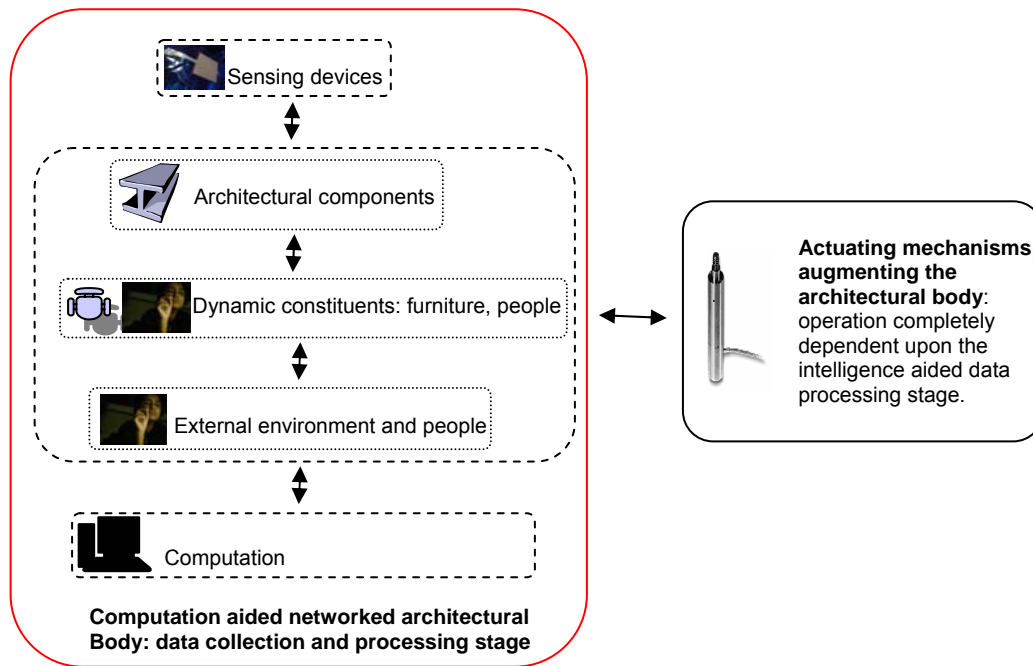 Sensing devices
Architectural components
Dynamic constituents: furniture, people
External environment and people
Computation
Computation aided networked architectural
Body: data collection and processing stage
Actuating mechanisms
augmenting the
architectural body:
operation completely
dependent upon the
intelligence aided data
processing stage.